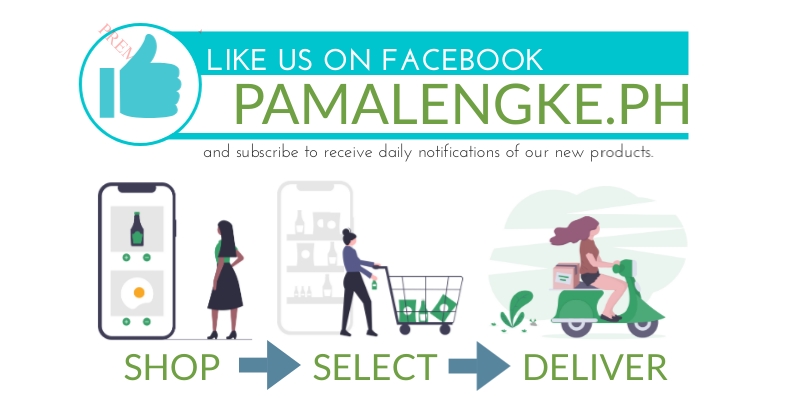 PREM
LIKE US ON FACEBOOK
PAMALENGKE.PH
and subscribe to receive daily notifications of our new products.
SHOP SELECT DELIVER